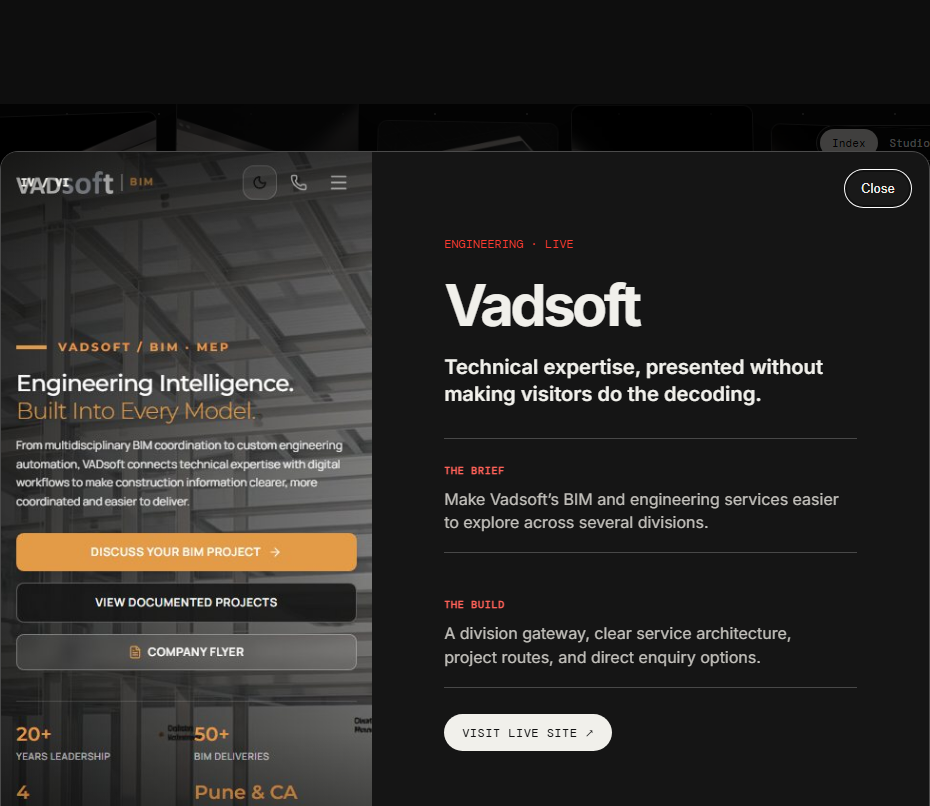 Index
Studio
VADsoft
IV / VI
BIM
VADSOFT / BIM · MEP
Engineering Intelligence.
Built Into Every Model.
From multidisciplinary BIM coordination to custom engineering
automation, VADsoft connects technical expertise with digital
workflows to make construction information clearer, more
coordinated and easier to deliver.
DISCUSS YOUR BIM PROJECT →
VIEW DOCUMENTED PROJECTS
COMPANY FLYER
20+
YEARS LEADERSHIP
50+
BIM DELIVERIES
4
Pune & CA
Close
ENGINEERING · LIVE
Vadsoft
Technical expertise, presented without
making visitors do the decoding.
THE BRIEF
Make Vadsoft’s BIM and engineering services easier
to explore across several divisions.
THE BUILD
A division gateway, clear service architecture,
project routes, and direct enquiry options.
VISIT LIVE SITE ↗